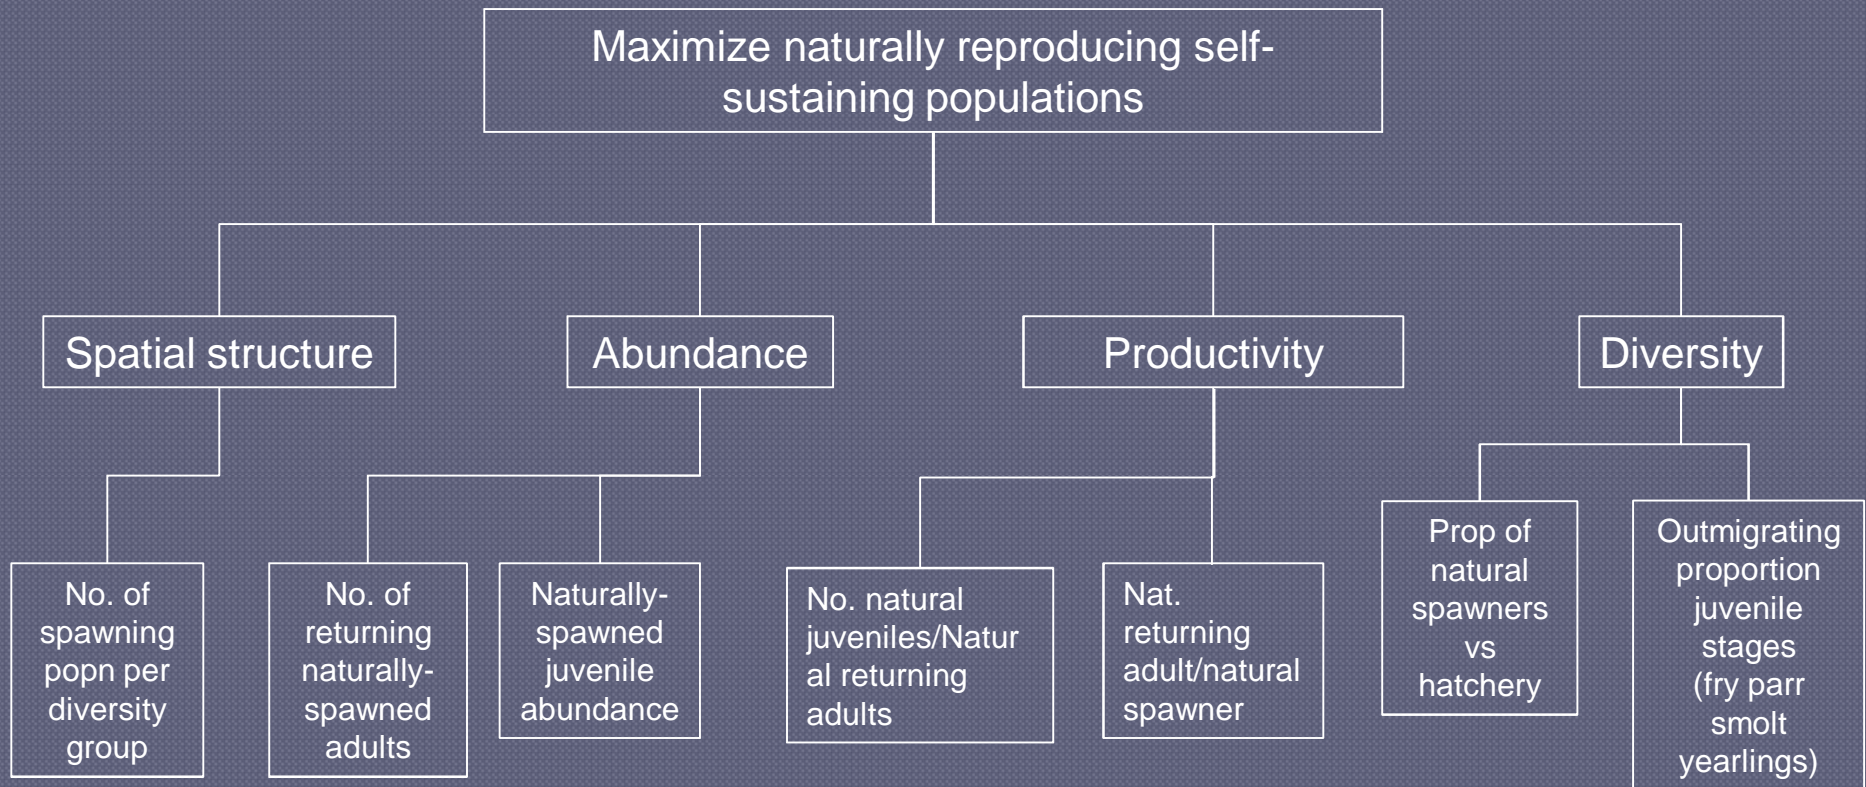 Maximize naturally reproducing self-
sustaining populations
Spatial structure
Abundance
Productivity
Diversity
No. of
spawning
popn per
diversity
group
No. of
returning
naturally-
spawned
adults
Naturally-
spawned
juvenile
abundance
No. natural
juveniles/Natur
al returning
adults
Nat.
returning
adult/natural
spawner
Prop of
natural
spawners
vs
hatchery
Outmigrating
proportion
juvenile
stages
(fry parr
smolt
yearlings)